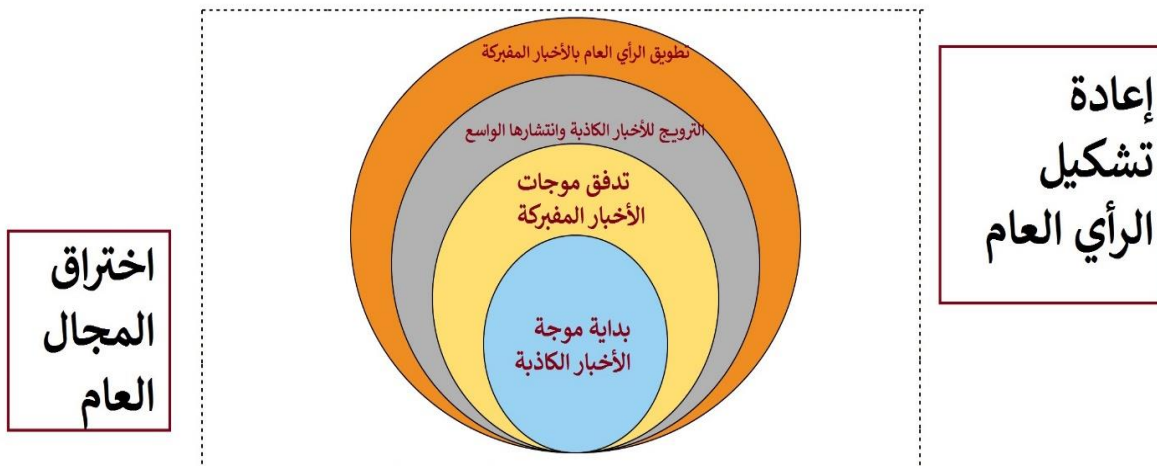 إعادة
تشكيل
الرأي العام
تطويق الرأي العام بالأخبار المفبركة
الترويج للأخبار الكاذبة وانتشارها الواسع
تدفق موجات
الأخبار المفبركة
بداية موجة
الأخبار الكاذبة
اختراق
المجال
العام